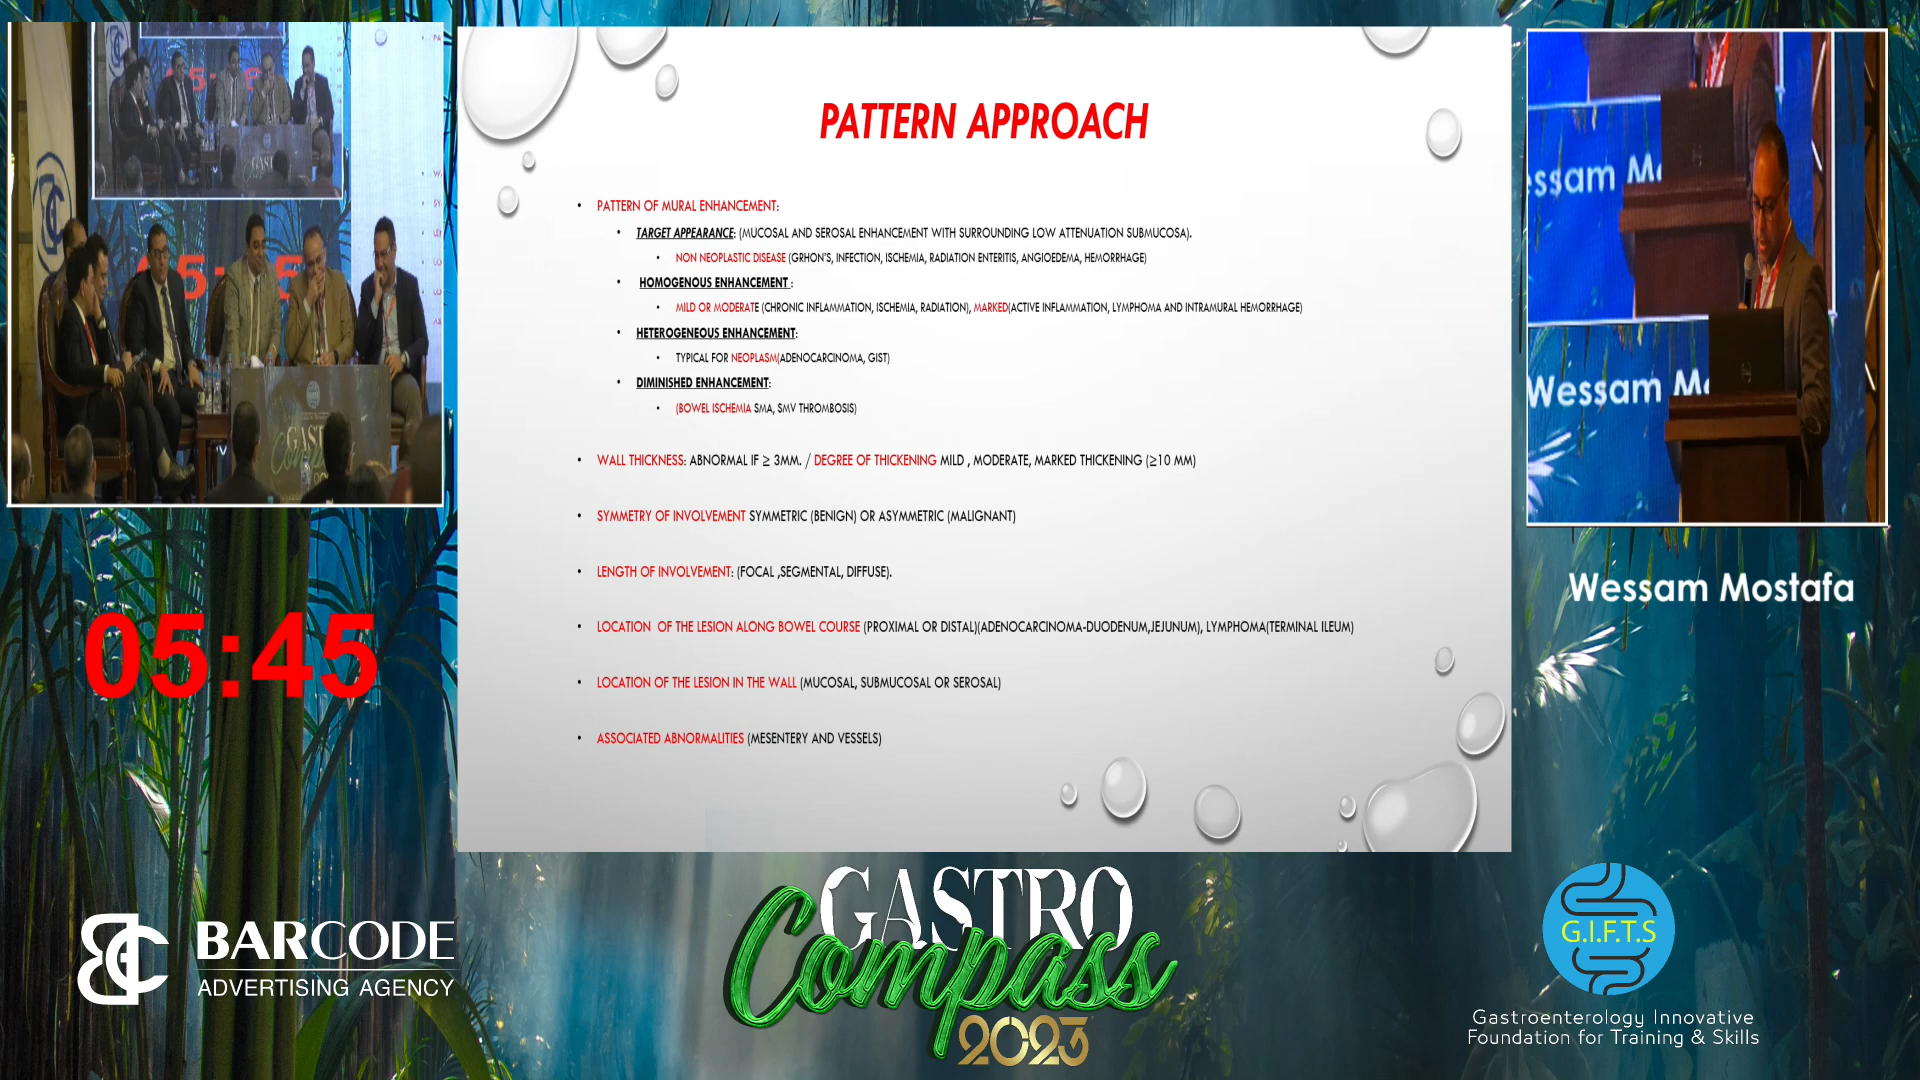 PATTERN APPROACH
• PATTERN OF MURAL ENHANCEMENT:
• TARGET APPEARANCE: (MUCOSAL AND SEROSAL ENHANCEMENT WITH SURROUNDING LOW ATTENUATION SUBMUCOSA).
• NON NEOPLASTIC DISEASE (GRHON'S, INFECTION, ISCHEMIA, RADIATION ENTERITIS, ANGIOEDEMA, HEMORRHAGE)
• HOMOGENOUS ENHANCEMENT :
• MILD OR MODERATE (CHRONIC INFLAMMATION, ISCHEMIA, RADIATION), MARKED(ACTIVE INFLAMMATION, LYMPHOMA AND INTRAMURAL HEMORRHAGE)
• HETEROGENEOUS ENHANCEMENT:
• TYPICAL FOR NEOPLASM(ADENOCARCINOMA, GIST)
• DIMINISHED ENHANCEMENT:
• (BOWEL ISCHEMIA SMA, SMV THROMBOSIS)
• WALL THICKNESS: ABNORMAL IF ≥ 3MM. / DEGREE OF THICKENING MILD , MODERATE, MARKED THICKENING (≥10 MM)
• SYMMETRY OF INVOLVEMENT SYMMETRIC (BENIGN) OR ASYMMETRIC (MALIGNANT)
• LENGTH OF INVOLVEMENT: (FOCAL ,SEGMENTAL, DIFFUSE).
• LOCATION OF THE LESION ALONG BOWEL COURSE (PROXIMAL OR DISTAL)(ADENOCARCINOMA-DUODENUM,JEJUNUM), LYMPHOMA(TERMINAL ILEUM)
• LOCATION OF THE LESION IN THE WALL (MUCOSAL, SUBMUCOSAL OR SEROSAL)
• ASSOCIATED ABNORMALITIES (MESENTERY AND VESSELS)
Wessam
Wessam Mostafa
05:45
BARCODE
ADVERTISING AGENCY
GASTRO
Compass
2023
G.I.F.T.S
Gastroenterology Innovative
Foundation for Training & Skills